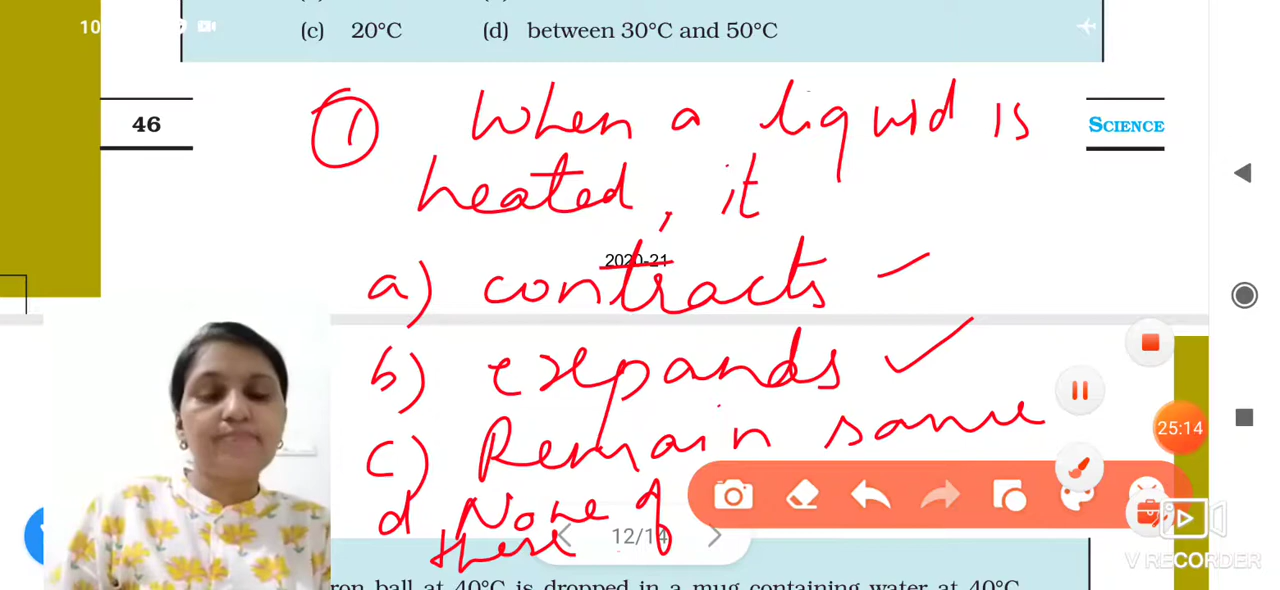 10
(c) 20°C (d) between 30°C and 50°C
46
SCIENCE
① When a liquid is
heated, it
2020-21
a) contracts
b) expands
c) Remain same
d None of
these
12/14
25:14
V RECORDER
ron ball at 40°C is dropped in a mug containing water at 40°C